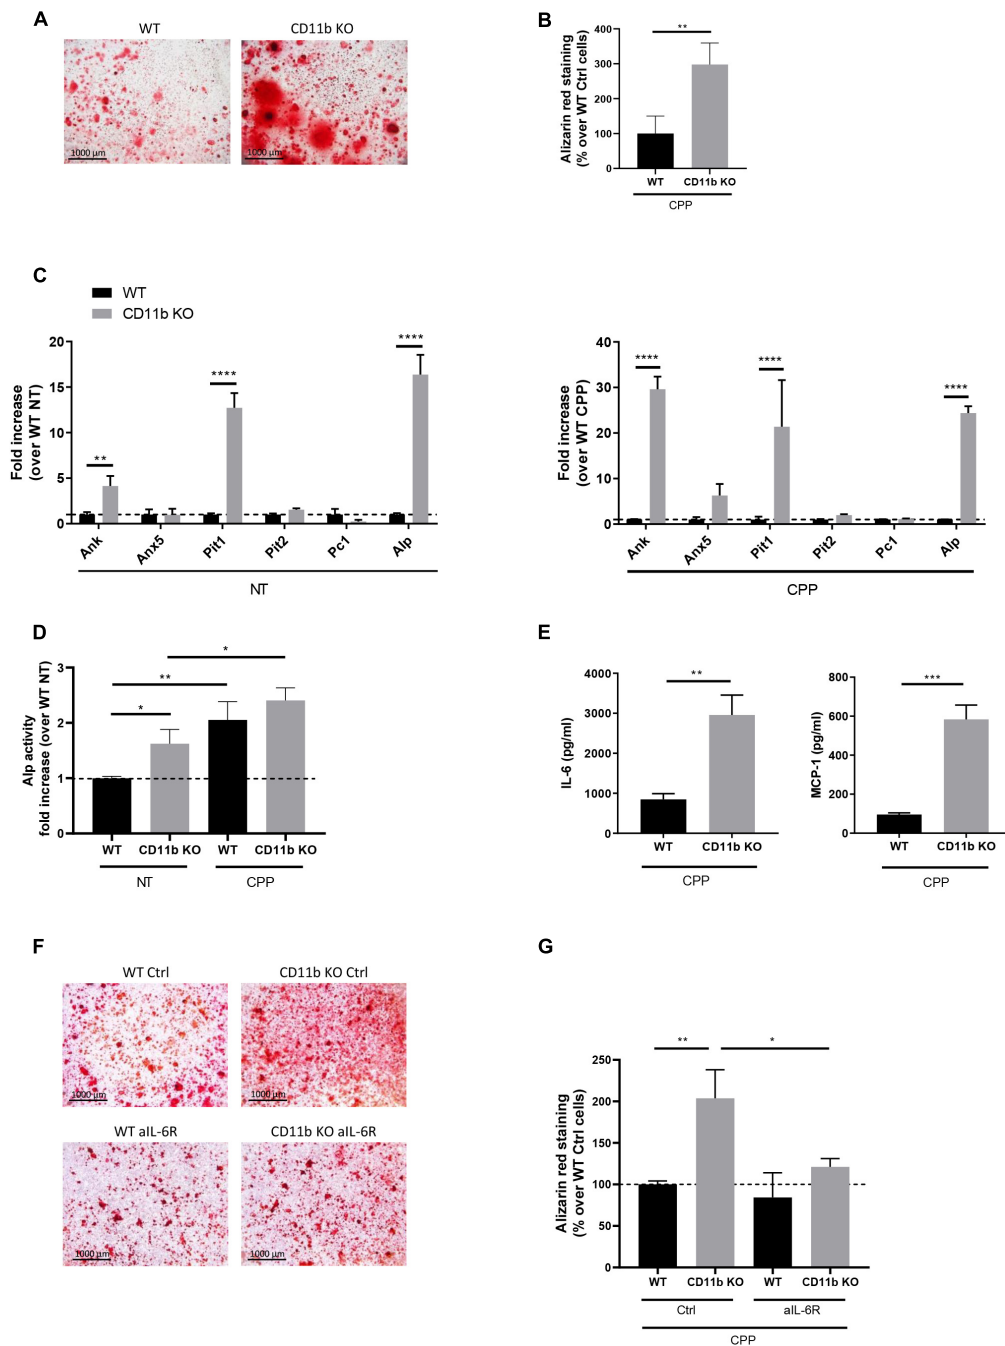 A
WT
CD11b KO
1000 µm
1000 µm
B
Alizarin red staining
(% over WT Ctrl cells)
400
300
200
100
0
**
WT
CD11b KO
CPP
C
WT
CD11b KO
Fold increase
(over WT NT)
20
15
10
5
0
**
****
****
Ank
Anx5
Pit1
Pit2
Pc1
Alp
NT
Fold increase
(over WT CPP)
40
30
20
10
0
****
****
****
Ank
Anx5
Pit1
Pit2
Pc1
Alp
CPP
D
Alp activity
fold increase (over WT NT)
3
2
1
0
*
**
*
WT
CD11b KO
WT
CD11b KO
NT
CPP
E
IL-6 (pg/ml)
4000
3000
2000
1000
0
**
WT
CD11b KO
CPP
MCP-1 (pg/ml)
800
600
400
200
0
***
WT
CD11b KO
CPP
F
WT Ctrl
CD11b KO Ctrl
1000 µm
1000 µm
WT aIL-6R
CD11b KO aIL-6R
1000 µm
1000 µm
G
Alizarin red staining
(% over WT Ctrl cells)
250
200
150
100
50
0
**
*
WT
CD11b KO
WT
CD11b KO
Ctrl
aIL-6R
CPP